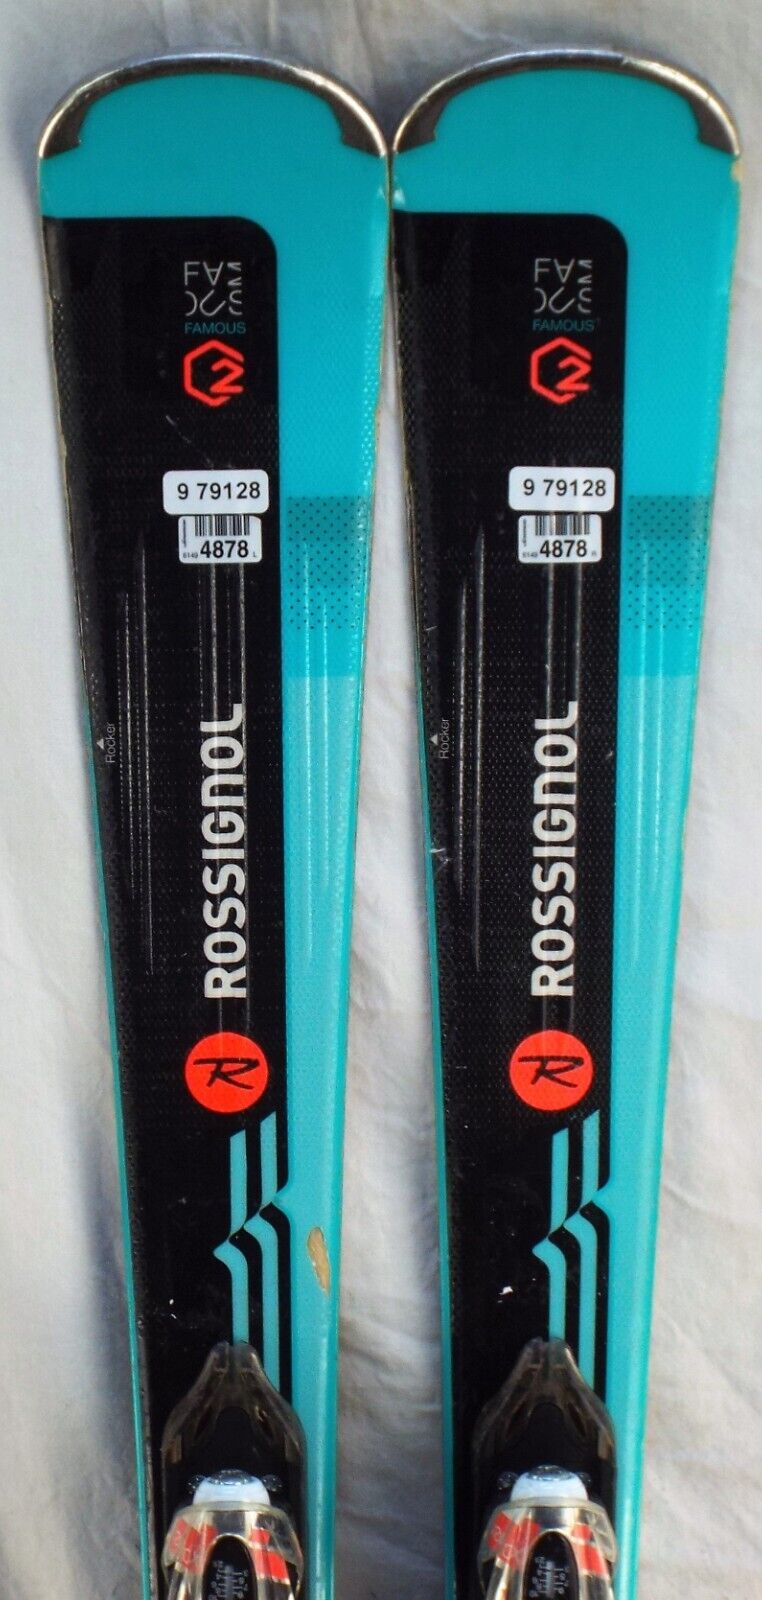 FAMOUS
2
9 79128
4878 L
Rocker
ROSSIGNOL
R
FAMOUS
2
9 79128
4878 R
Rocker
ROSSIGNOL
R